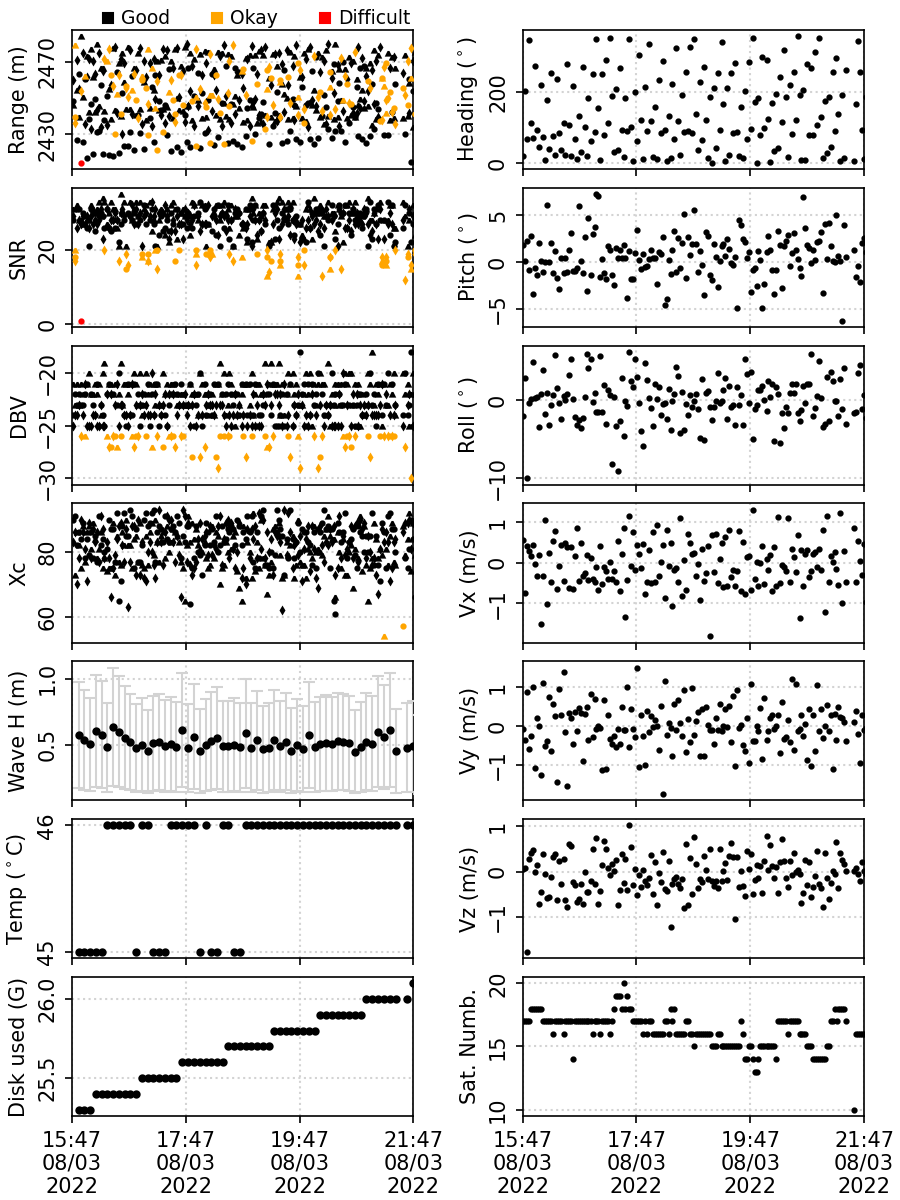 Good Okay Difficult
Range (m)
2470
2430
Heading (°)
200
0
SNR
20
0
Pitch (°)
5
0
−5
DBV
−20
−25
−30
Roll (°)
0
−10
Xc
80
60
Vx (m/s)
1
0
−1
Wave H (m)
1.0
0.5
Vy (m/s)
1
0
−1
Temp (°C)
46
45
Vz (m/s)
1
0
−1
Disk used (G)
26.0
25.5
Sat. Numb.
20
15
10
15:47 17:47 19:47 21:47
08/03 08/03 08/03 08/03
2022 2022 2022 2022
15:47 17:47 19:47 21:47
08/03 08/03 08/03 08/03
2022 2022 2022 2022